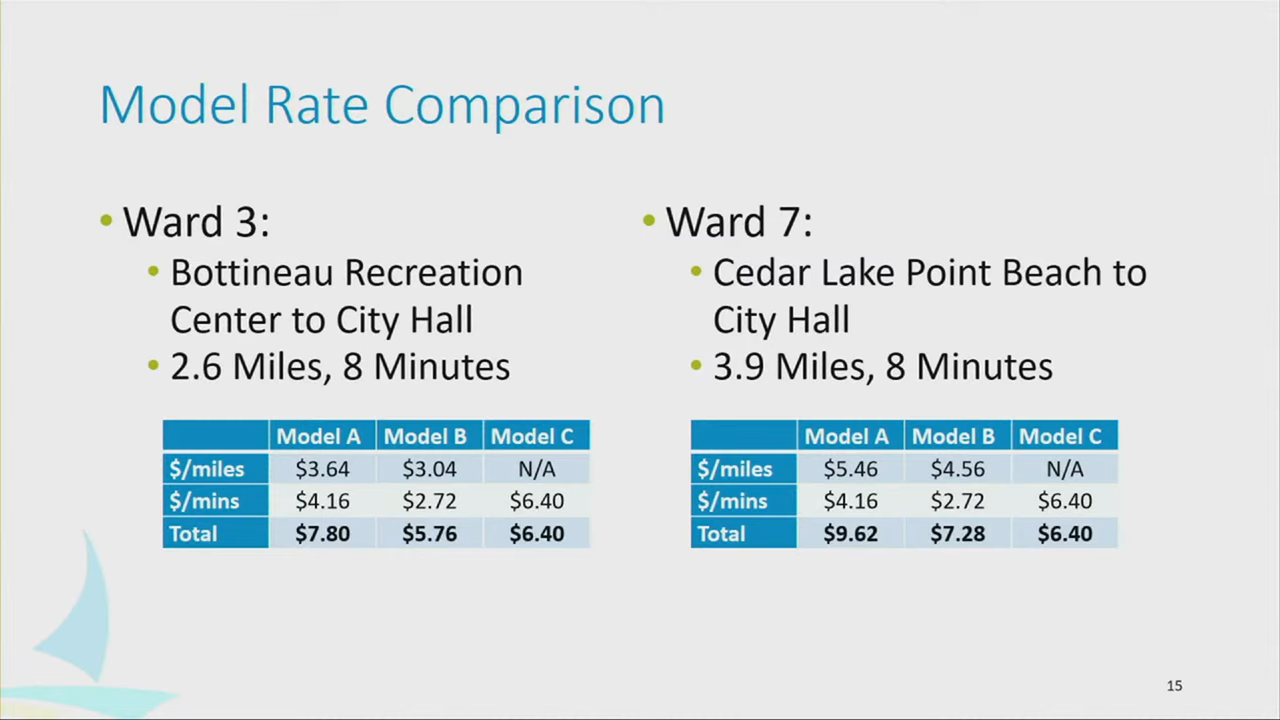 Model Rate Comparison
• Ward 3:
• Bottineau Recreation
Center to City Hall
• 2.6 Miles, 8 Minutes
Model A Model B Model C
$/miles $3.64 $3.04 N/A
$/mins $4.16 $2.72 $6.40
Total $7.80 $5.76 $6.40
• Ward 7:
• Cedar Lake Point Beach to
City Hall
• 3.9 Miles, 8 Minutes
Model A Model B Model C
$/miles $5.46 $4.56 N/A
$/mins $4.16 $2.72 $6.40
Total $9.62 $7.28 $6.40
15